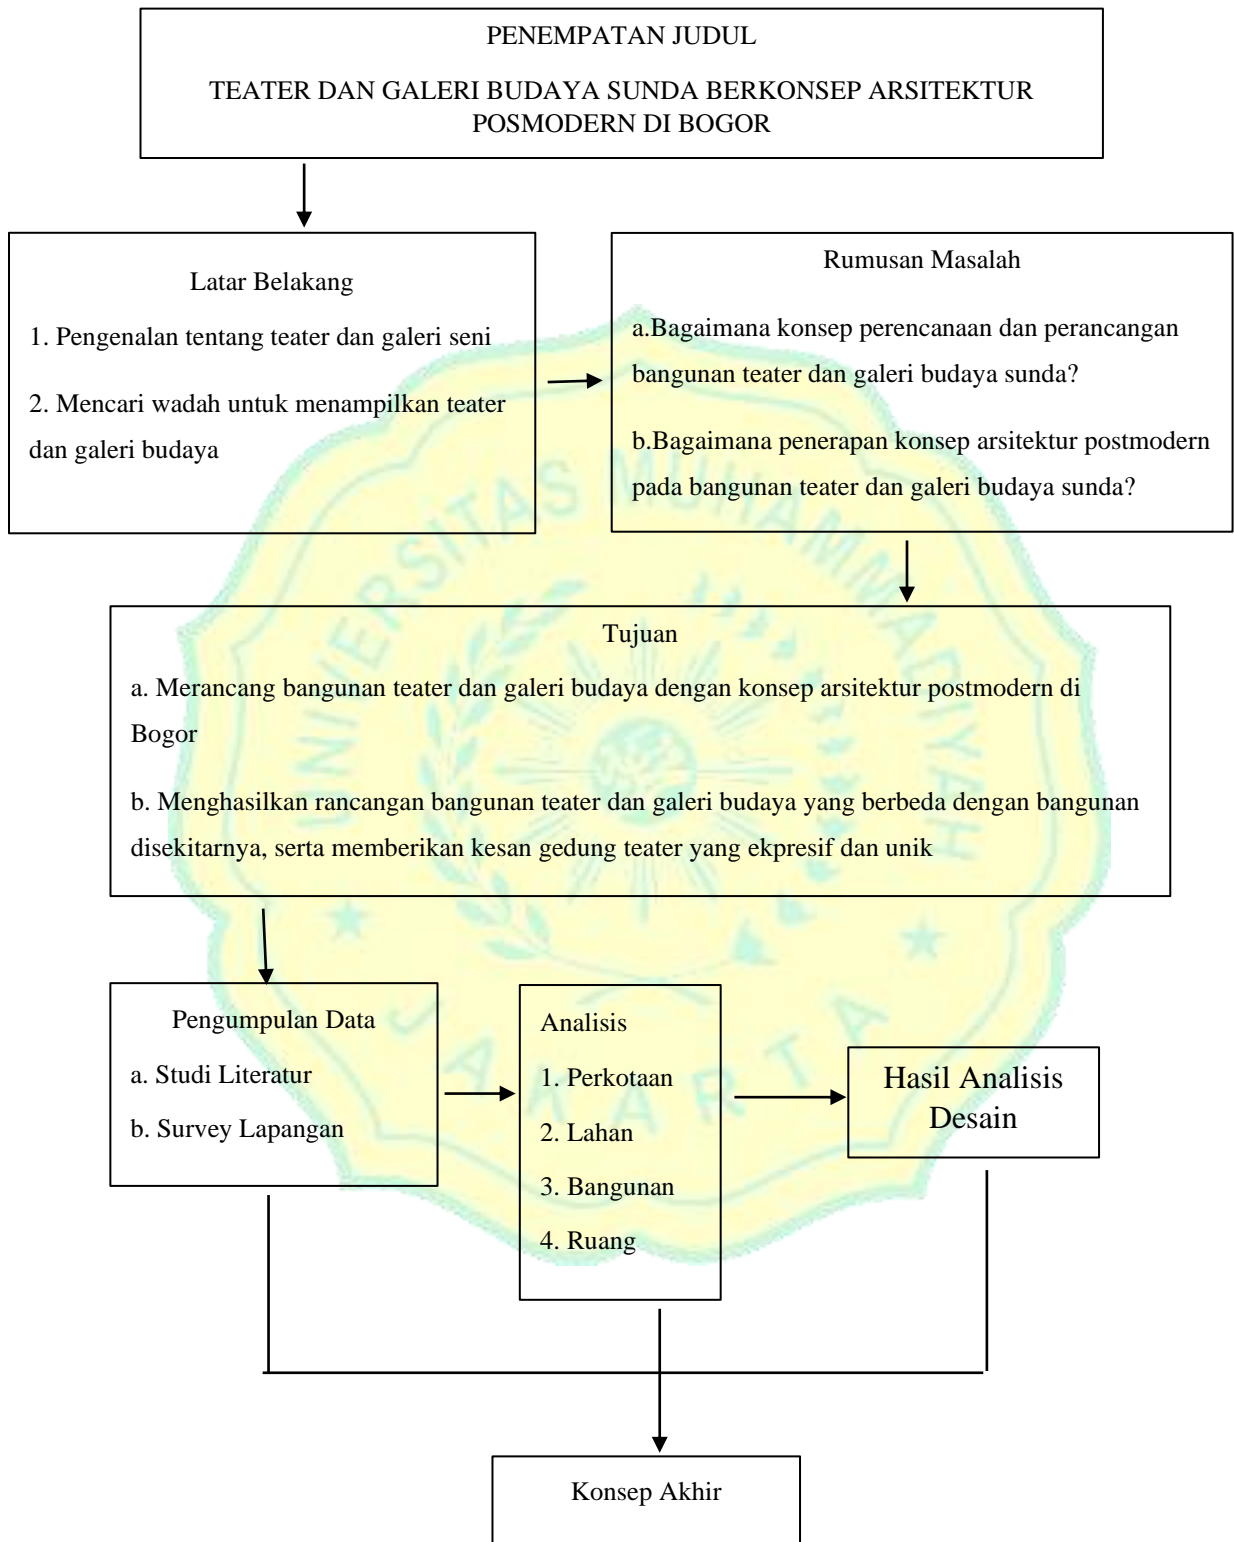 PENEMPATAN JUDUL
TEATER DAN GALERI BUDAYA SUNDA BERKONSEP ARSITEKTUR
POSMODERN DI BOGOR
Latar Belakang
1. Pengenalan tentang teater dan galeri seni
2. Mencari wadah untuk menampilkan teater
dan galeri budaya
Rumusan Masalah
a.Bagaimana konsep perencanaan dan perancangan
bangunan teater dan galeri budaya sunda?
b.Bagaimana penerapan konsep arsitektur postmodern
pada bangunan teater dan galeri budaya sunda?
Tujuan
a. Merancang bangunan teater dan galeri budaya dengan konsep arsitektur postmodern di
Bogor
b. Menghasilkan rancangan bangunan teater dan galeri budaya yang berbeda dengan bangunan
disekitarnya, serta memberikan kesan gedung teater yang ekpresif dan unik
Pengumpulan Data
a. Studi Literatur
b. Survey Lapangan
Analisis
1. Perkotaan
2. Lahan
3. Bangunan
4. Ruang
Hasil Analisis
Desain
Konsep Akhir
UNIVERSITAS MUHAMMADIYAH
JAKARTA